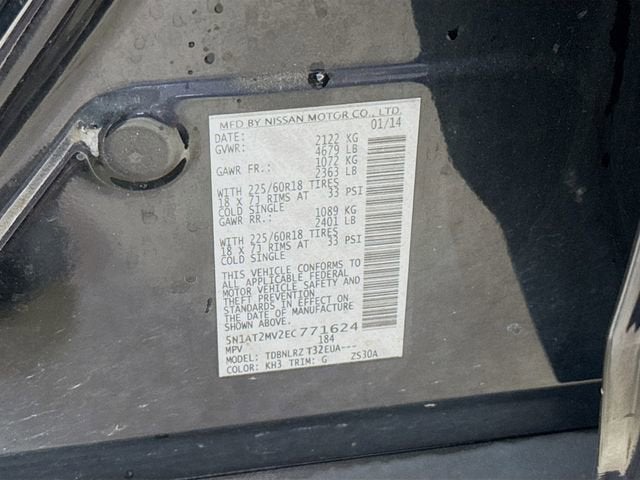 MFD BY NISSAN MOTOR CO., LTD.
DATE: 01/14
GVWR: 2122 KG
4679 LB
GAWR FR.: 1072 KG
2363 LB
WITH 225/60R18 TIRES
18 X 7J RIMS AT 33 PSI
COLD SINGLE
GAWR RR.: 1089 KG
2401 LB
WITH 225/60R18 TIRES
18 X 7J RIMS AT 33 PSI
COLD SINGLE
THIS VEHICLE CONFORMS TO
ALL APPLICABLE FEDERAL
MOTOR VEHICLE SAFETY AND
THEFT PREVENTION
STANDARDS IN EFFECT ON
THE DATE OF MANUFACTURE
SHOWN ABOVE.
5N1AT2MV2EC771624
MPV 184
MODEL: TDBNLRZ T32EUA---
COLOR: KH3 TRIM: G ZS30A